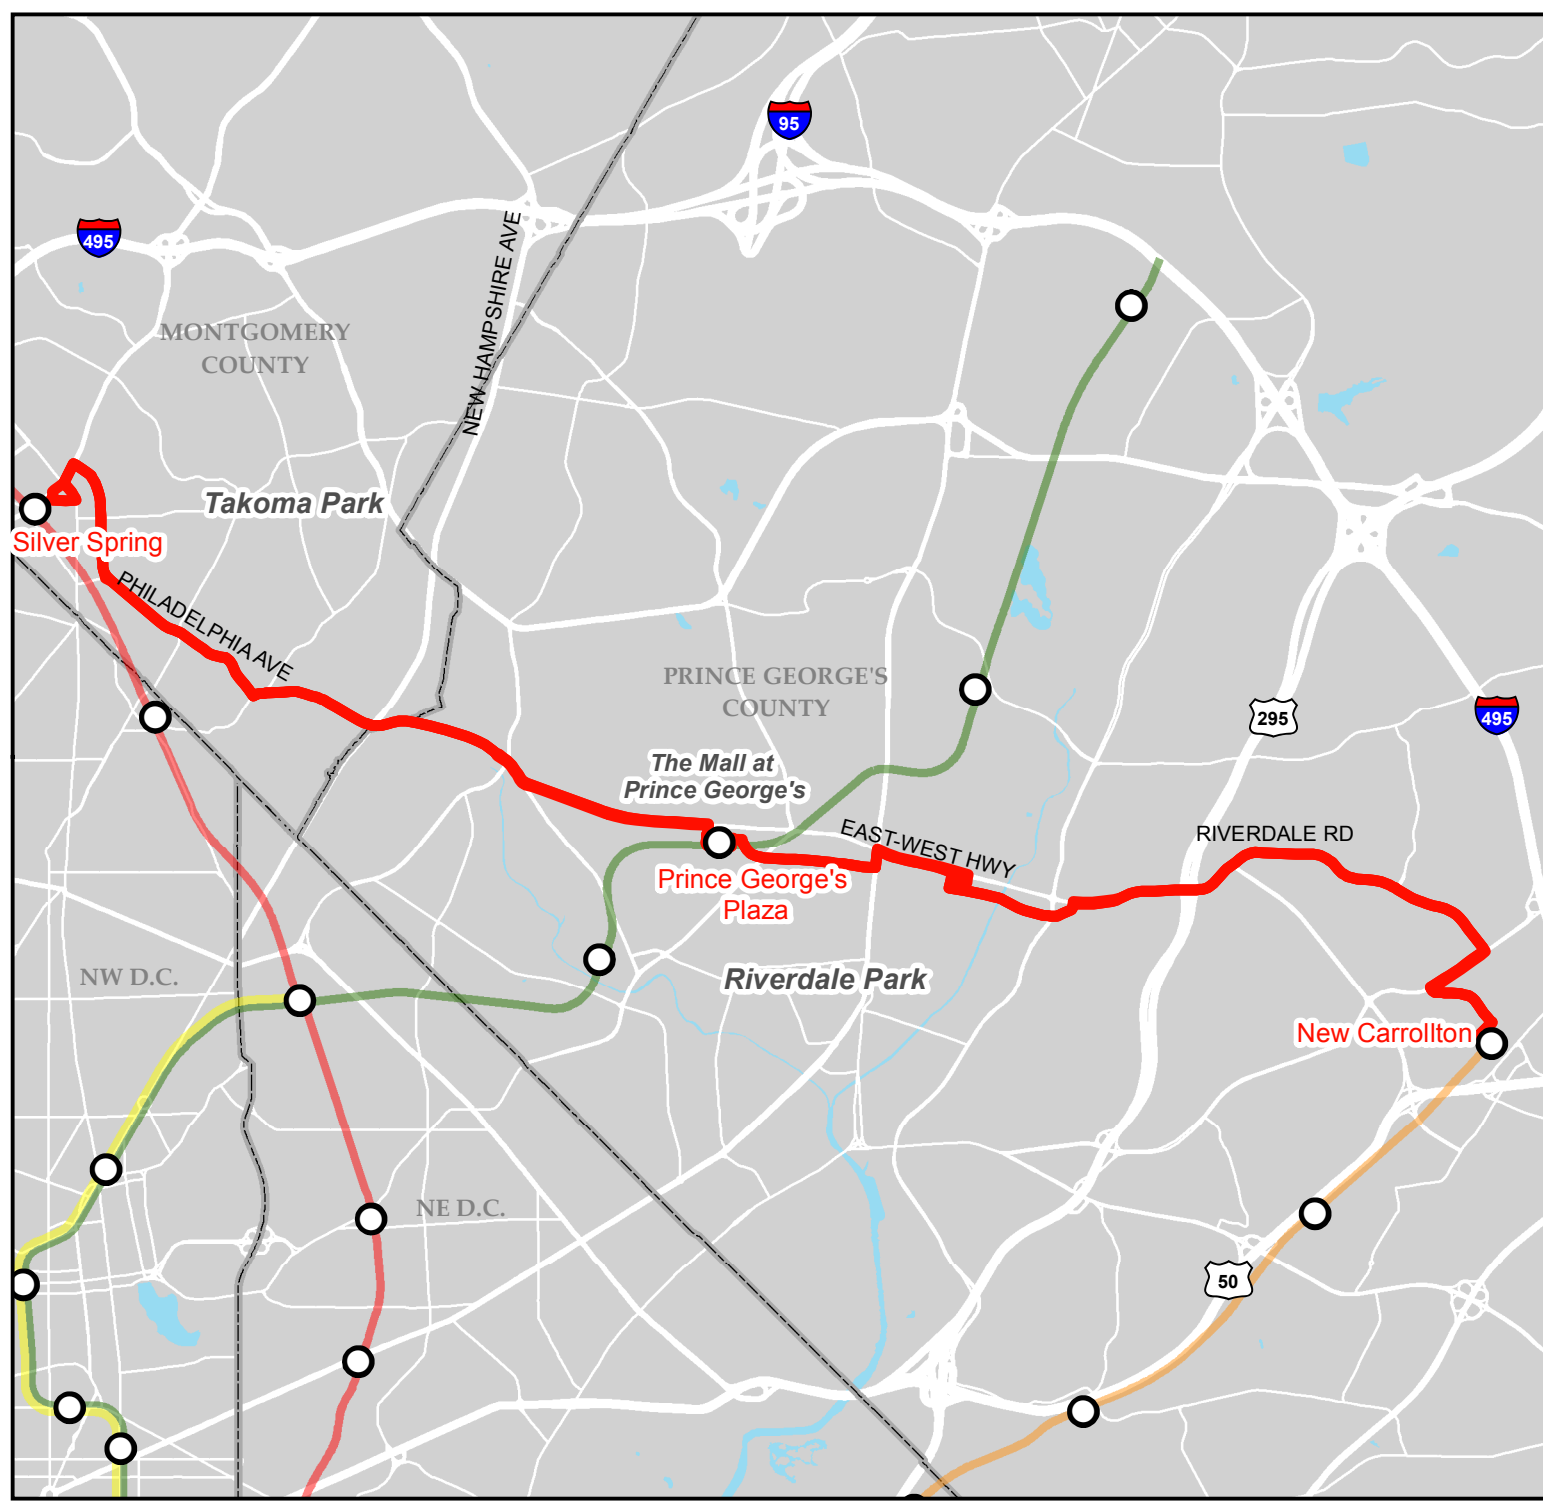 95
495
NEW HAMPSHIRE AVE
MONTGOMERY
COUNTY
Takoma Park
Silver Spring
PHILADELPHIA AVE
PRINCE GEORGE'S
COUNTY
295
495
The Mall at
Prince George's
EAST-WEST HWY
RIVERDALE RD
Prince George's
Plaza
NW D.C.
Riverdale Park
New Carrollton
NE D.C.
50